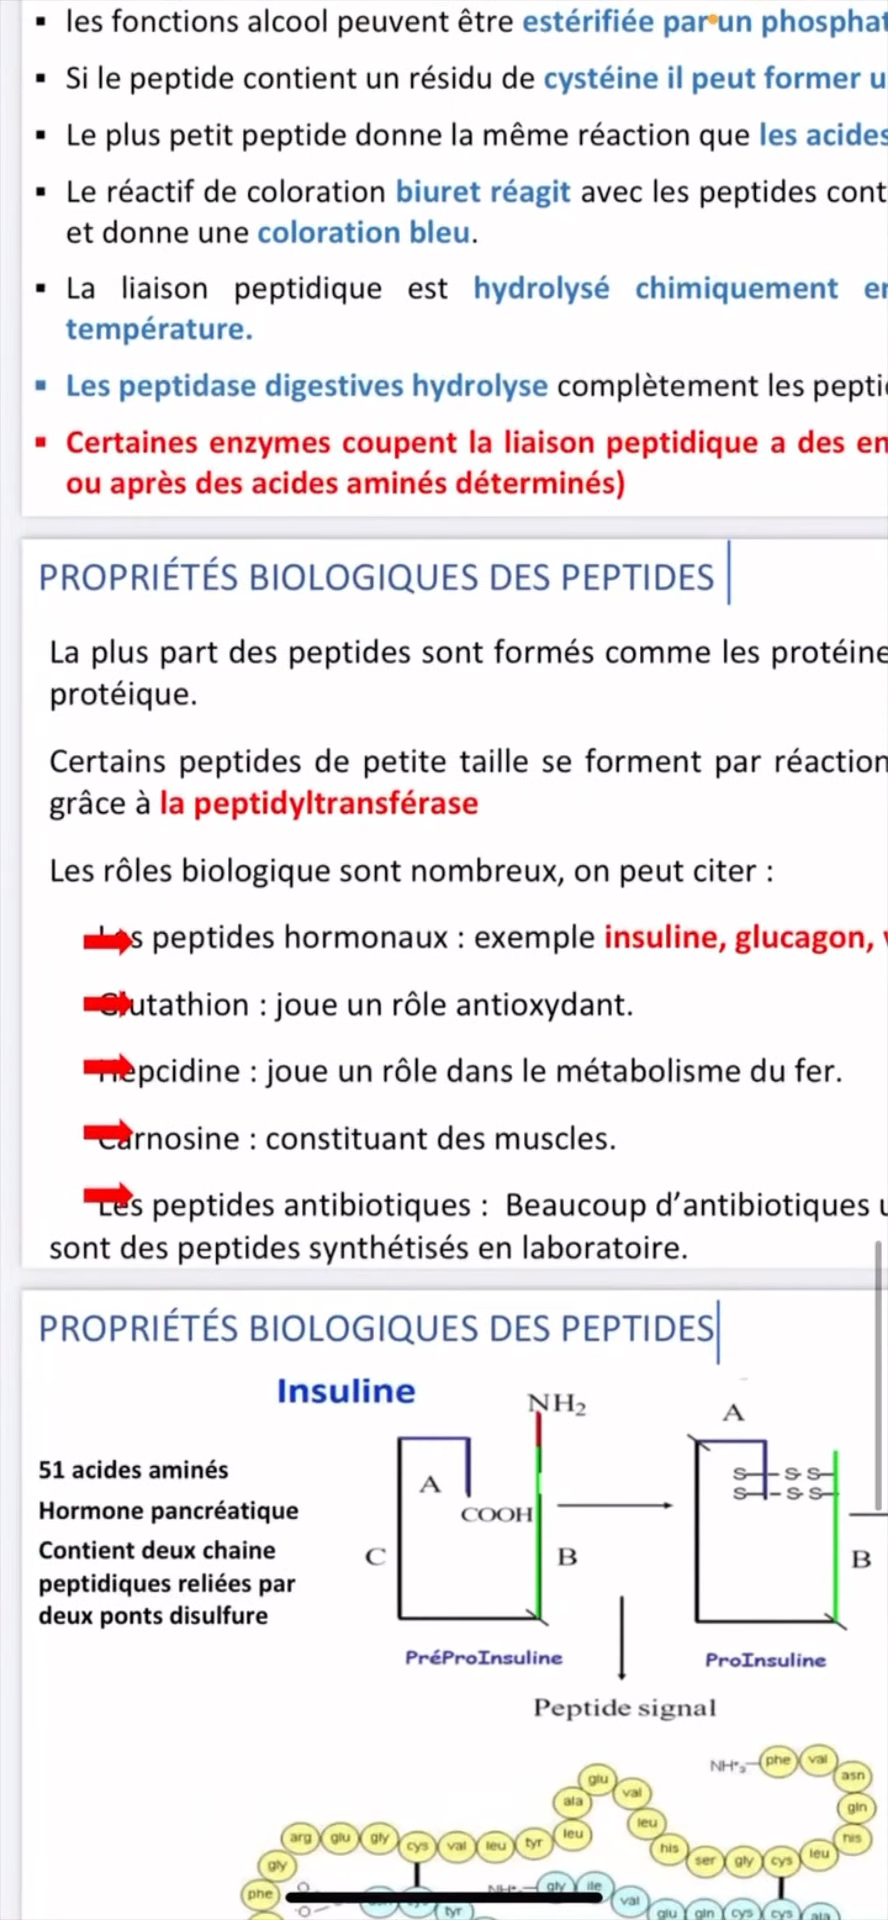 les fonctions alcool peuvent être estérifiée par un
Si le peptide contient un résidu de cystéine il peut former
Le plus petit peptide donne la même réaction que les
Le réactif de coloration biuret réagit avec les peptides
et donne une coloration bleu.
La liaison peptidique est hydrolysé chimiquement
température.
Les peptidase digestives hydrolyse complètement les
Certaines enzymes coupent la liaison peptidique a des
ou après des acides aminés déterminés)
PROPRIÉTÉS BIOLOGIQUES DES PEPTIDES
La plus part des peptides sont formés comme les
protéique.
Certains peptides de petite taille se forment par réaction
grâce à la peptidyltransférase
Les rôles biologique sont nombreux, on peut citer :
Les peptides hormonaux : exemple insuline, glucagon,
Glutathion : joue un rôle antioxydant.
Hepcidine : joue un rôle dans le métabolisme du fer.
Carnosine : constituant des muscles.
Les peptides antibiotiques : Beaucoup d'antibiotiques
sont des peptides synthétisés en laboratoire.
PROPRIÉTÉS BIOLOGIQUES DES PEPTIDES
Insuline
51 acides aminés
Hormone pancréatique
Contient deux chaine
peptidiques reliées par
deux ponts disulfure
NH2
A
COOH
C
B
PréProInsuline
Peptide signal
A
S S S
S S S
B
ProInsuline
NH+3 phe val
asn
gln
his
leu
cys
gly
ser
his
leu
val
glu
ala
leu
tyr
leu
val
cys
gly
glu
arg
gly
phe
gly ile
val
glu gln cys cys ala
tyr